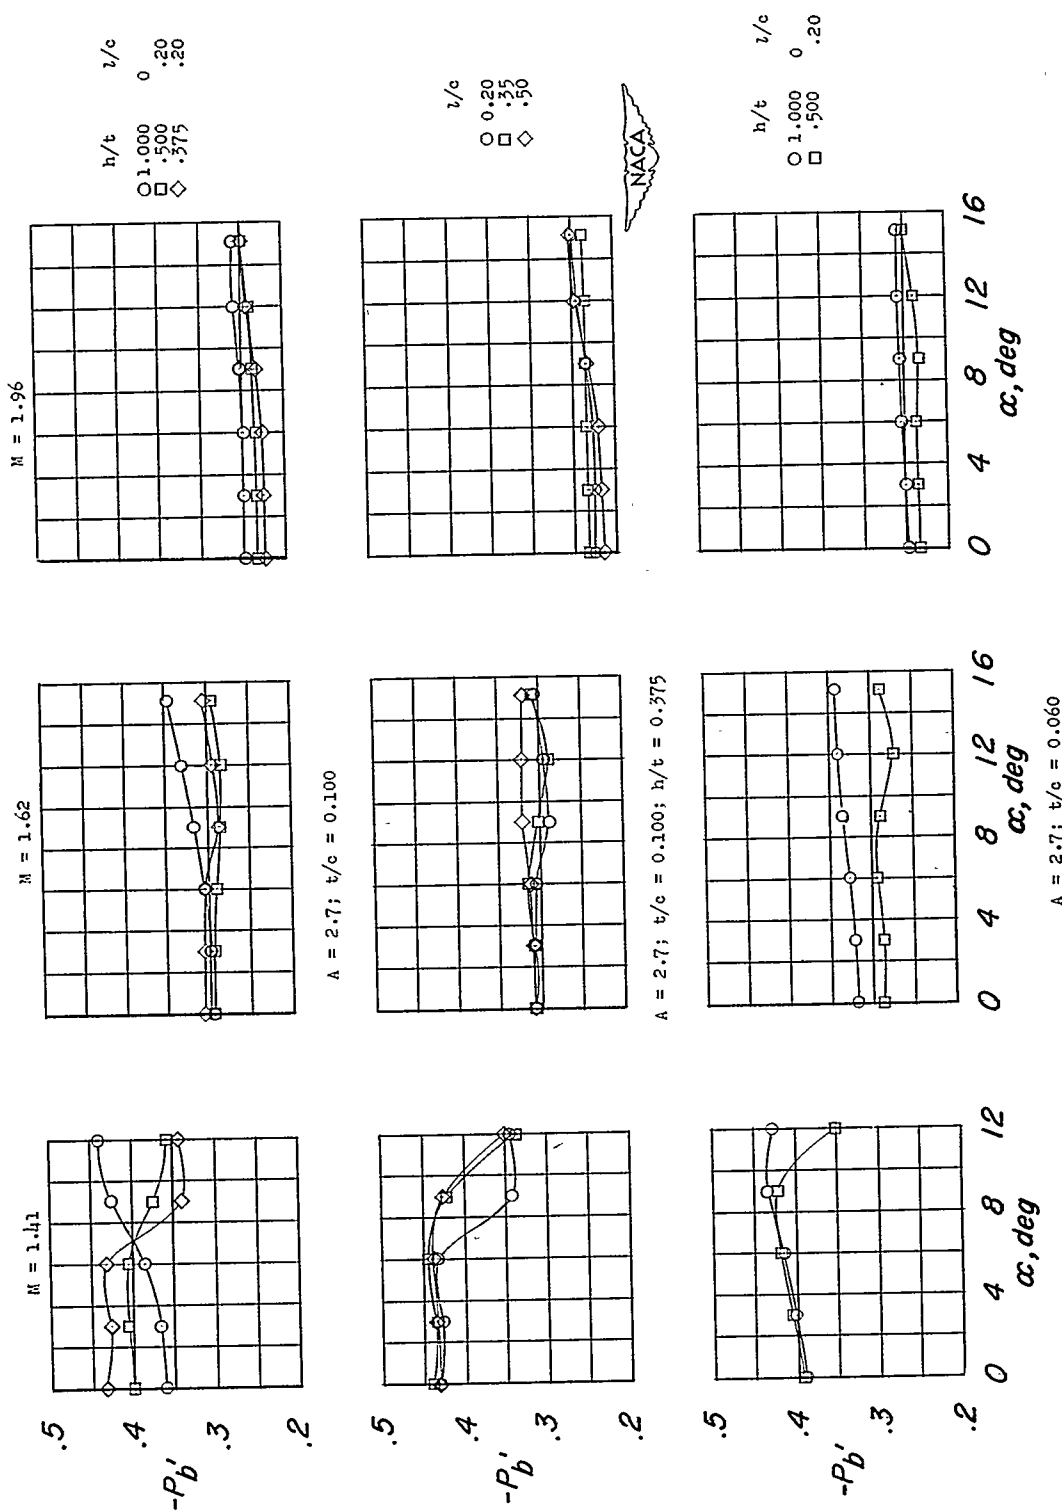 M = 1.41
M = 1.62
M = 1.96
h/t l/c
1.000 0
.500 .20
.375 .20
-Pb'
.5
.4
.3
.2
A = 2.7; t/c = 0.100
l/c
0.20
.35
.50
-Pb'
.5
.4
.3
.2
A = 2.7; t/c = 0.100; h/t = 0.375
NACA
h/t l/c
1.000 0
.500 .20
-Pb'
.5
.4
.3
.2
0 4 8 12
0 4 8 12 16
0 4 8 12 16
α, deg
α, deg
α, deg
A = 2.7; t/c = 0.060